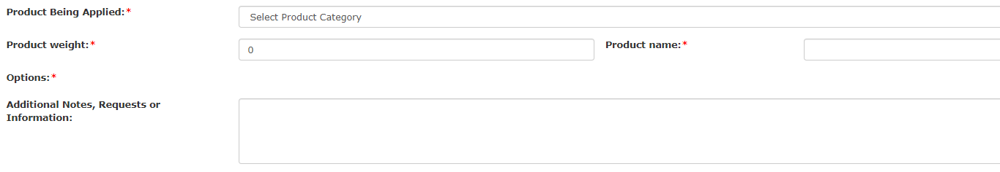 Product Being Applied:*
Select Product Category
Product weight:*
0
Product name:*
Options:*
Additional Notes, Requests or
Information: